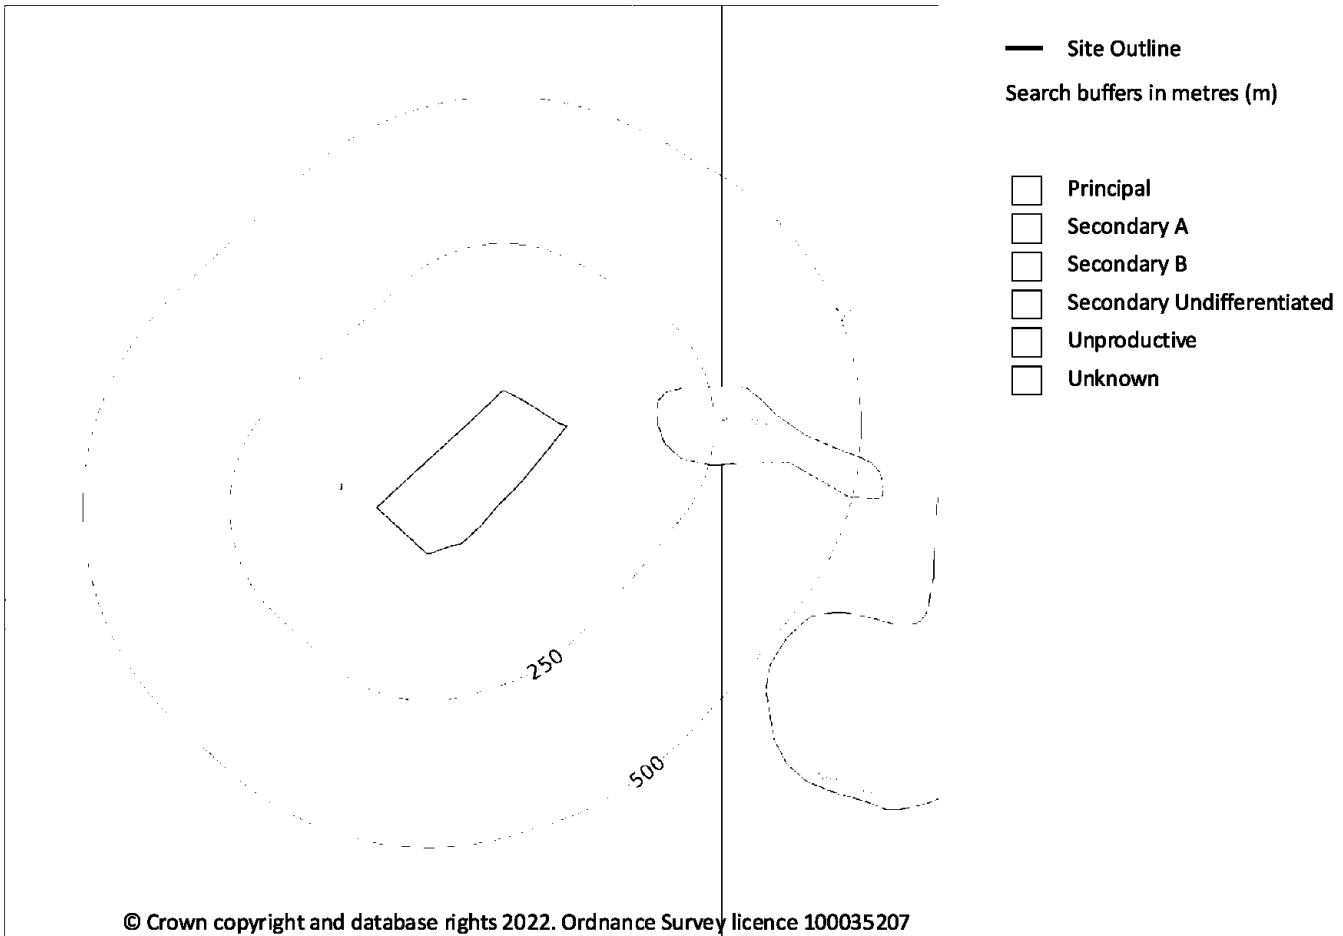 Site Outline
Search buffers in metres (m)
Principal
Secondary A
Secondary B
Secondary Undifferentiated
Unproductive
Unknown
250
500
© Crown copyright and database rights 2022. Ordnance Survey licence 100035207